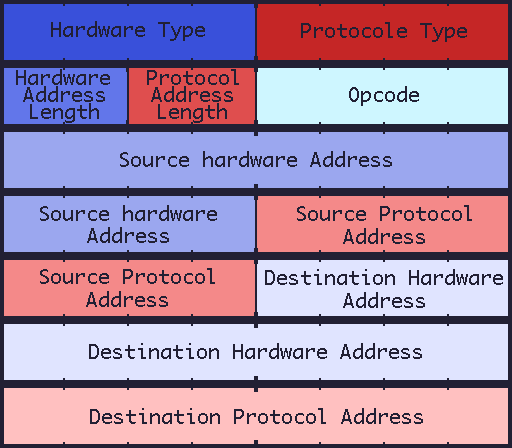 Hardware Type
Protocole Type
Hardware
Address
Length
Protocol
Address
Length
Opcode
Source hardware Address
Source hardware
Address
Source Protocol
Address
Source Protocol
Address
Destination Hardware
Address
Destination Hardware Address
Destination Protocol Address